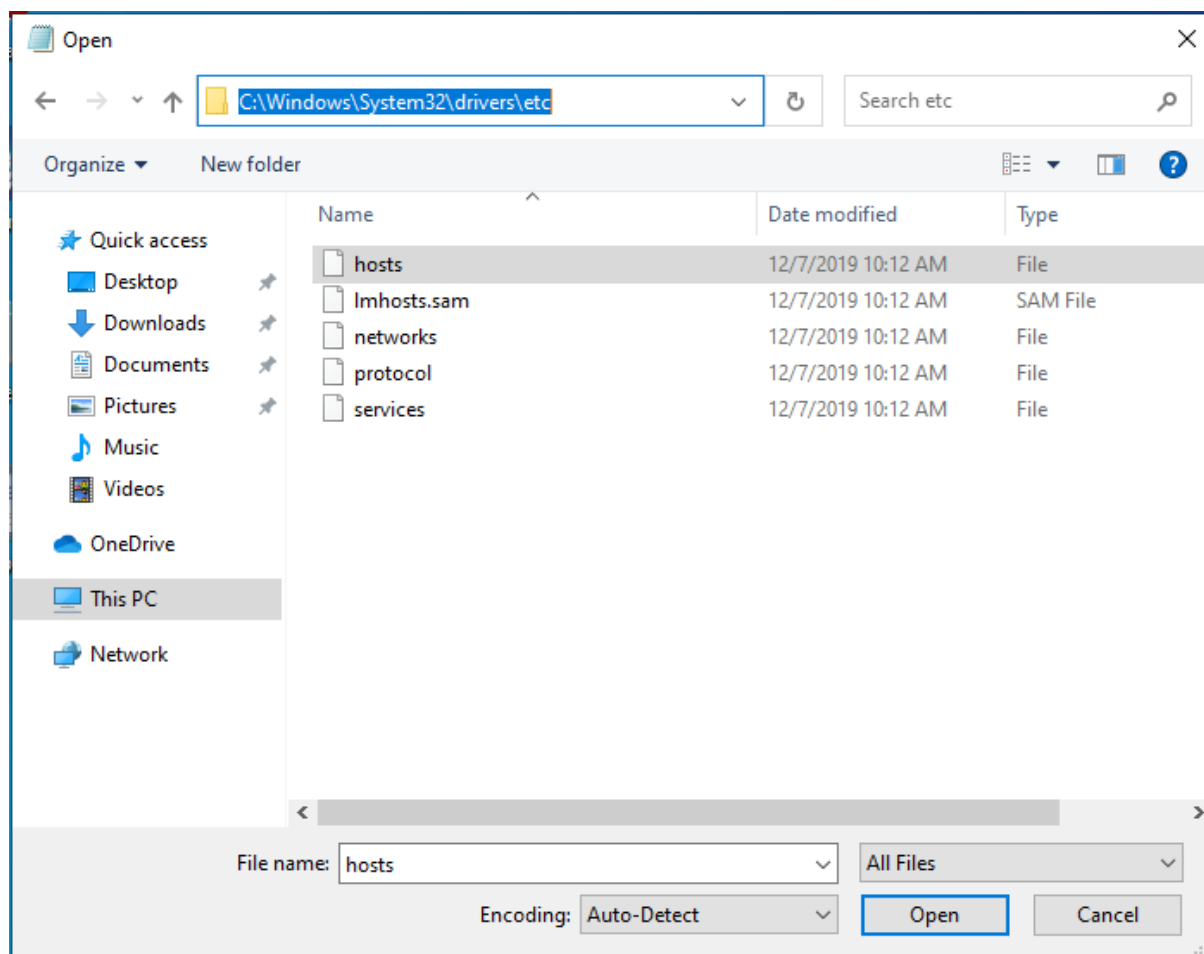 Open
C:\Windows\System32\drivers\etc
Search etc
Organize
New folder
Name
Date modified
Type
Quick access
Desktop
Downloads
Documents
Pictures
Music
Videos
OneDrive
This PC
Network
hosts 12/7/2019 10:12 AM File
lmhosts.sam 12/7/2019 10:12 AM SAM File
networks 12/7/2019 10:12 AM File
protocol 12/7/2019 10:12 AM File
services 12/7/2019 10:12 AM File
File name: hosts
All Files
Encoding: Auto-Detect
Open
Cancel